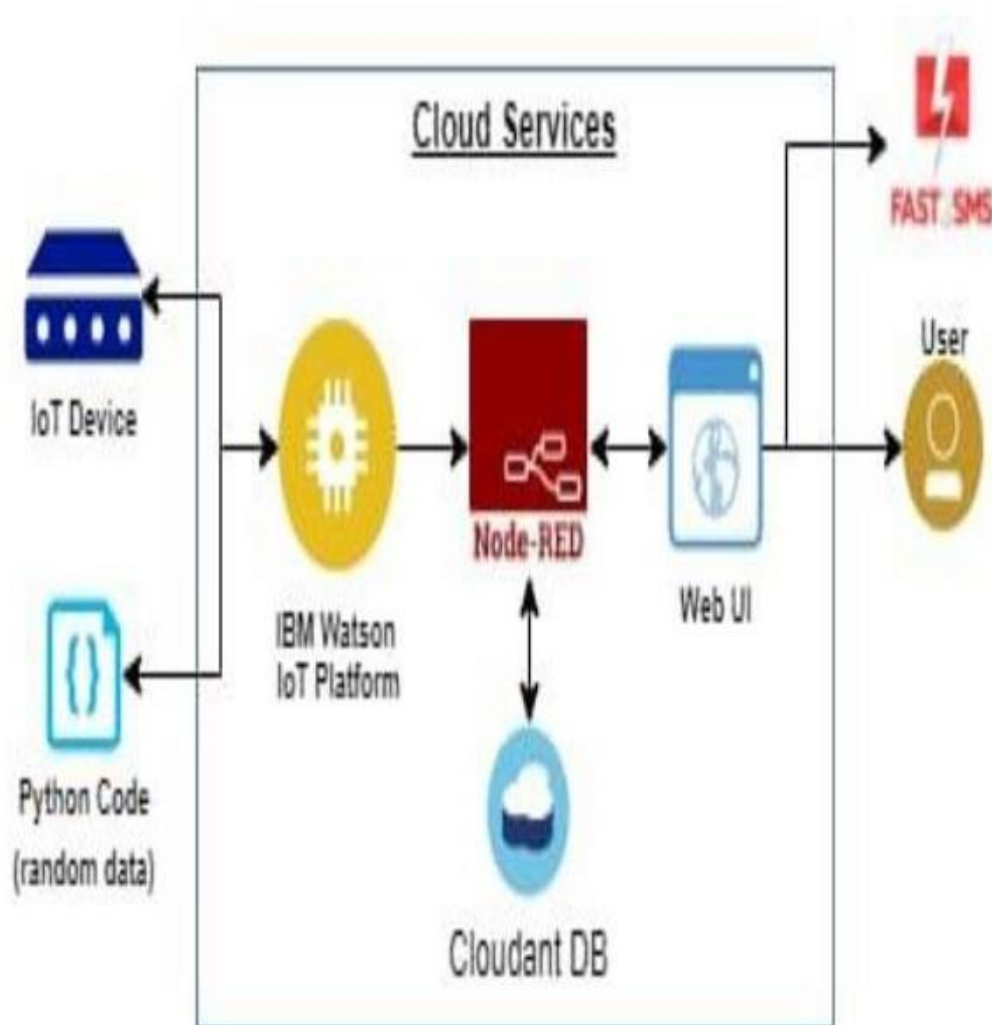 Cloud Services
FAST SMS
User
IoT Device
Node-RED
Web UI
IBM Watson
IoT Platform
Python Code
(random data)
Cloudant DB